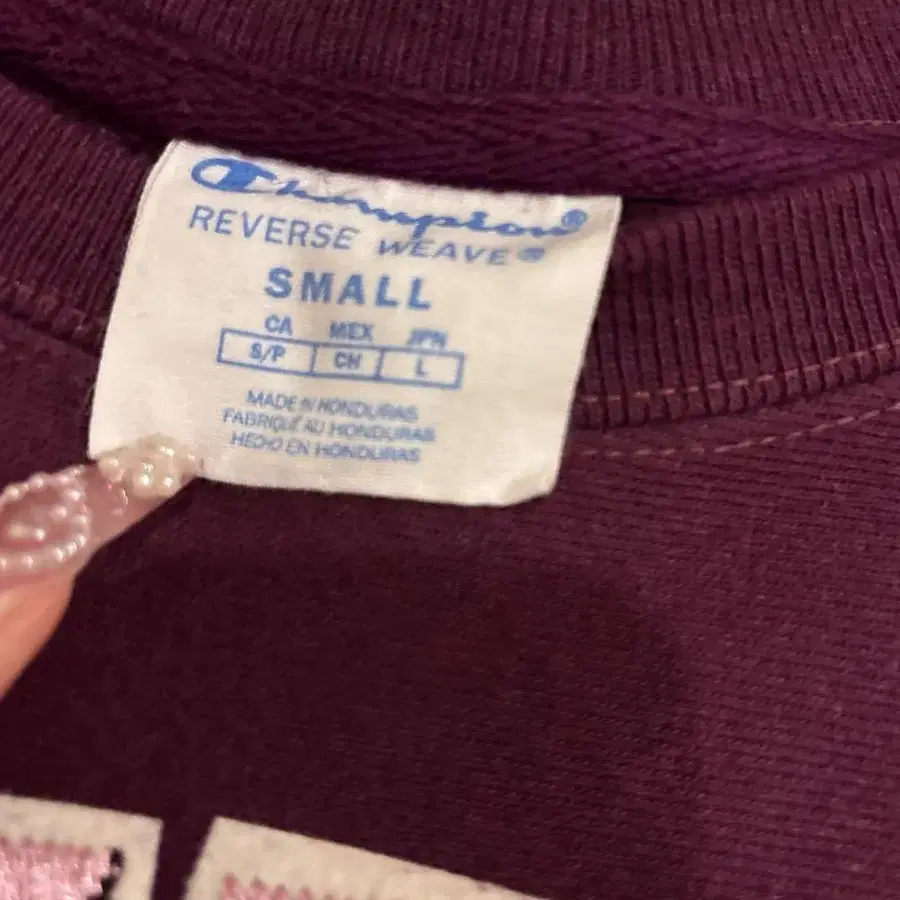 Champion®
REVERSE WEAVE®
SMALL
CA MEX JPN
S/P CH L
MADE IN HONDURAS
FABRIQUÉ AU HONDURAS
HECHO EN HONDURAS